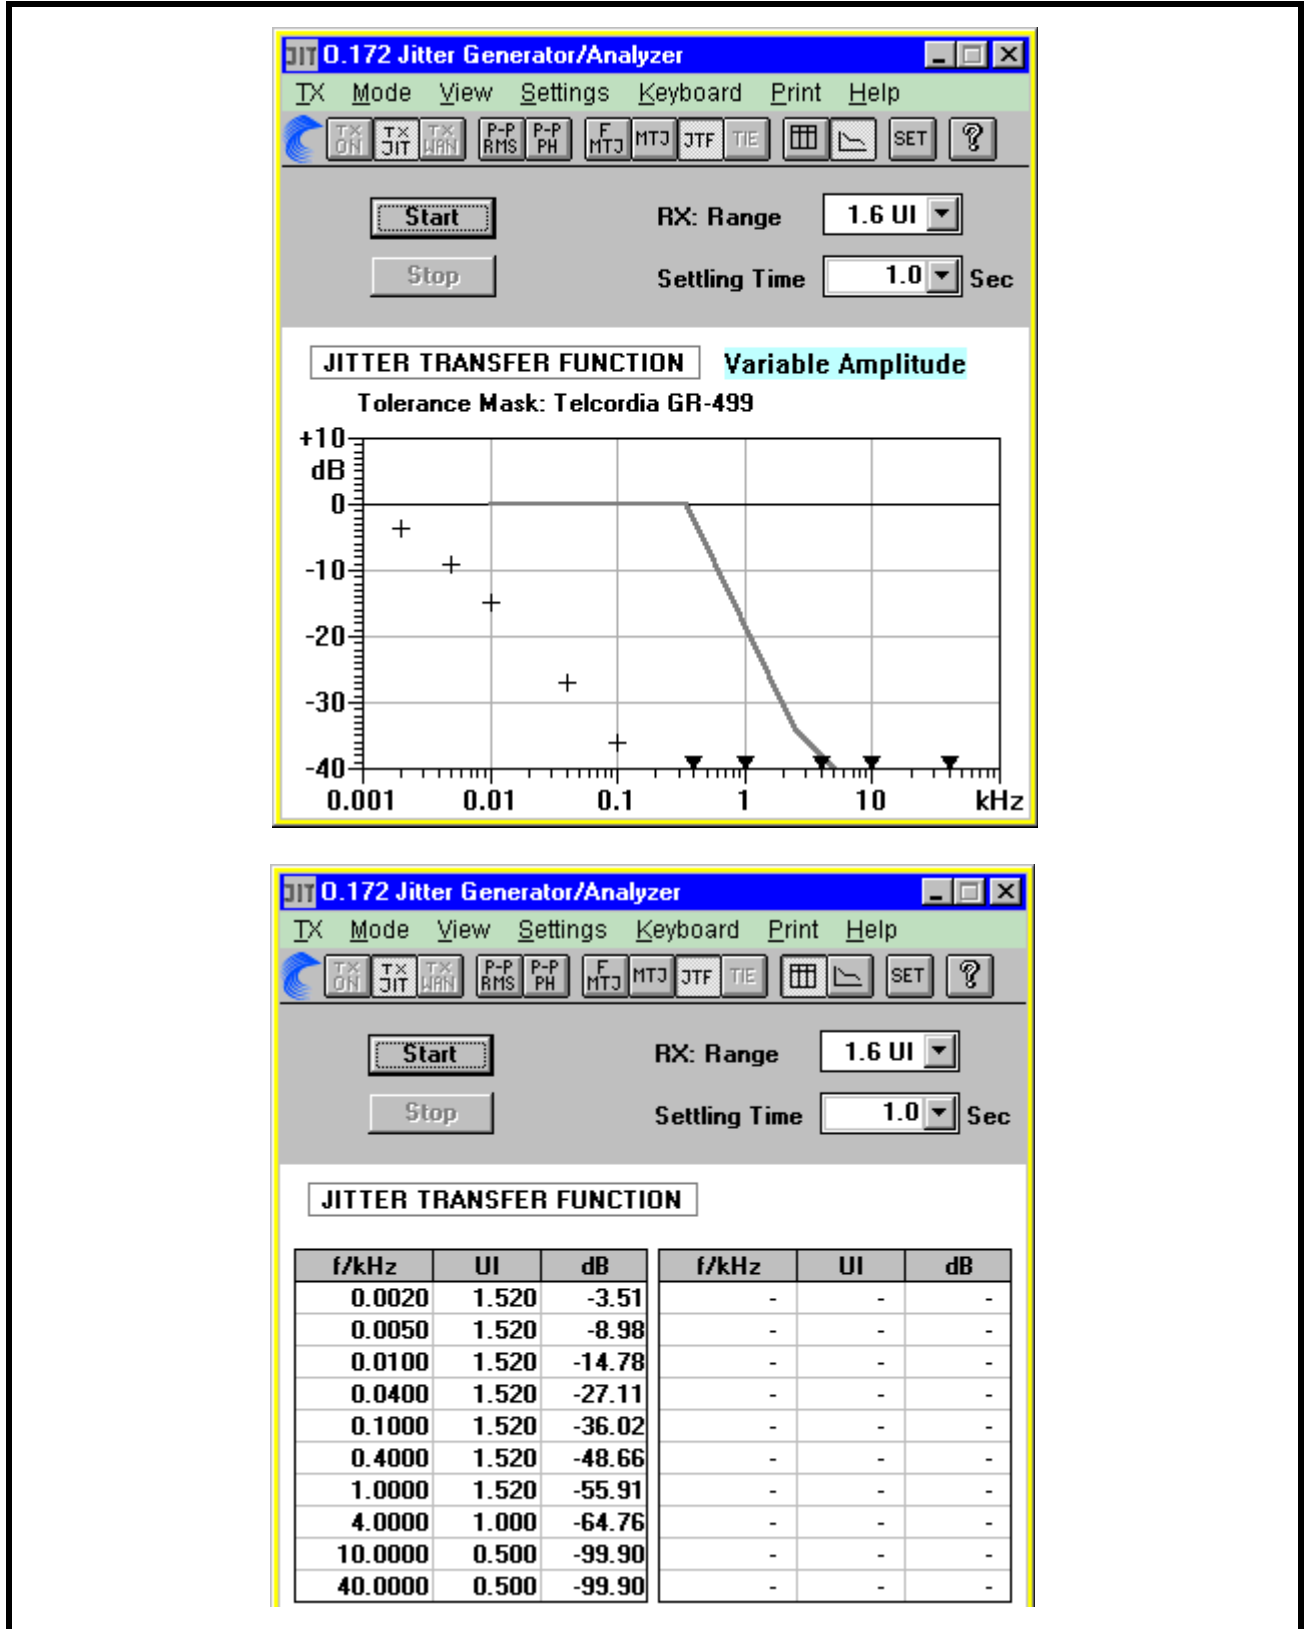 JIT O.172 Jitter Generator/Analyzer
TX Mode View Settings Keyboard Print Help
TX ON TX JIT TX WAN P-P RMS P-P PH F MTJ MTJ JTF TIE SET ?
Start RX: Range 1.6 UI
Stop Settling Time 1.0 Sec
JITTER TRANSFER FUNCTION Variable Amplitude
Tolerance Mask: Telcordia GR-499
+10
dB
0
-10
-20
-30
-40
0.001 0.01 0.1 1 10 kHz
JIT O.172 Jitter Generator/Analyzer
TX Mode View Settings Keyboard Print Help
TX ON TX JIT TX WAN P-P RMS P-P PH F MTJ MTJ JTF TIE SET ?
Start RX: Range 1.6 UI
Stop Settling Time 1.0 Sec
JITTER TRANSFER FUNCTION
f/kHz UI dB f/kHz UI dB
0.0020 1.520 -3.51 - - -
0.0050 1.520 -8.98 - - -
0.0100 1.520 -14.78 - - -
0.0400 1.520 -27.11 - - -
0.1000 1.520 -36.02 - - -
0.4000 1.520 -48.66 - - -
1.0000 1.520 -55.91 - - -
4.0000 1.000 -64.76 - - -
10.0000 0.500 -99.90 - - -
40.0000 0.500 -99.90 - - -